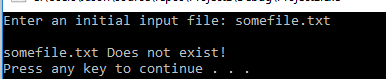 Enter an initial input file: somefile.txt
somefile.txt Does not exist!
Press any key to continue . . .